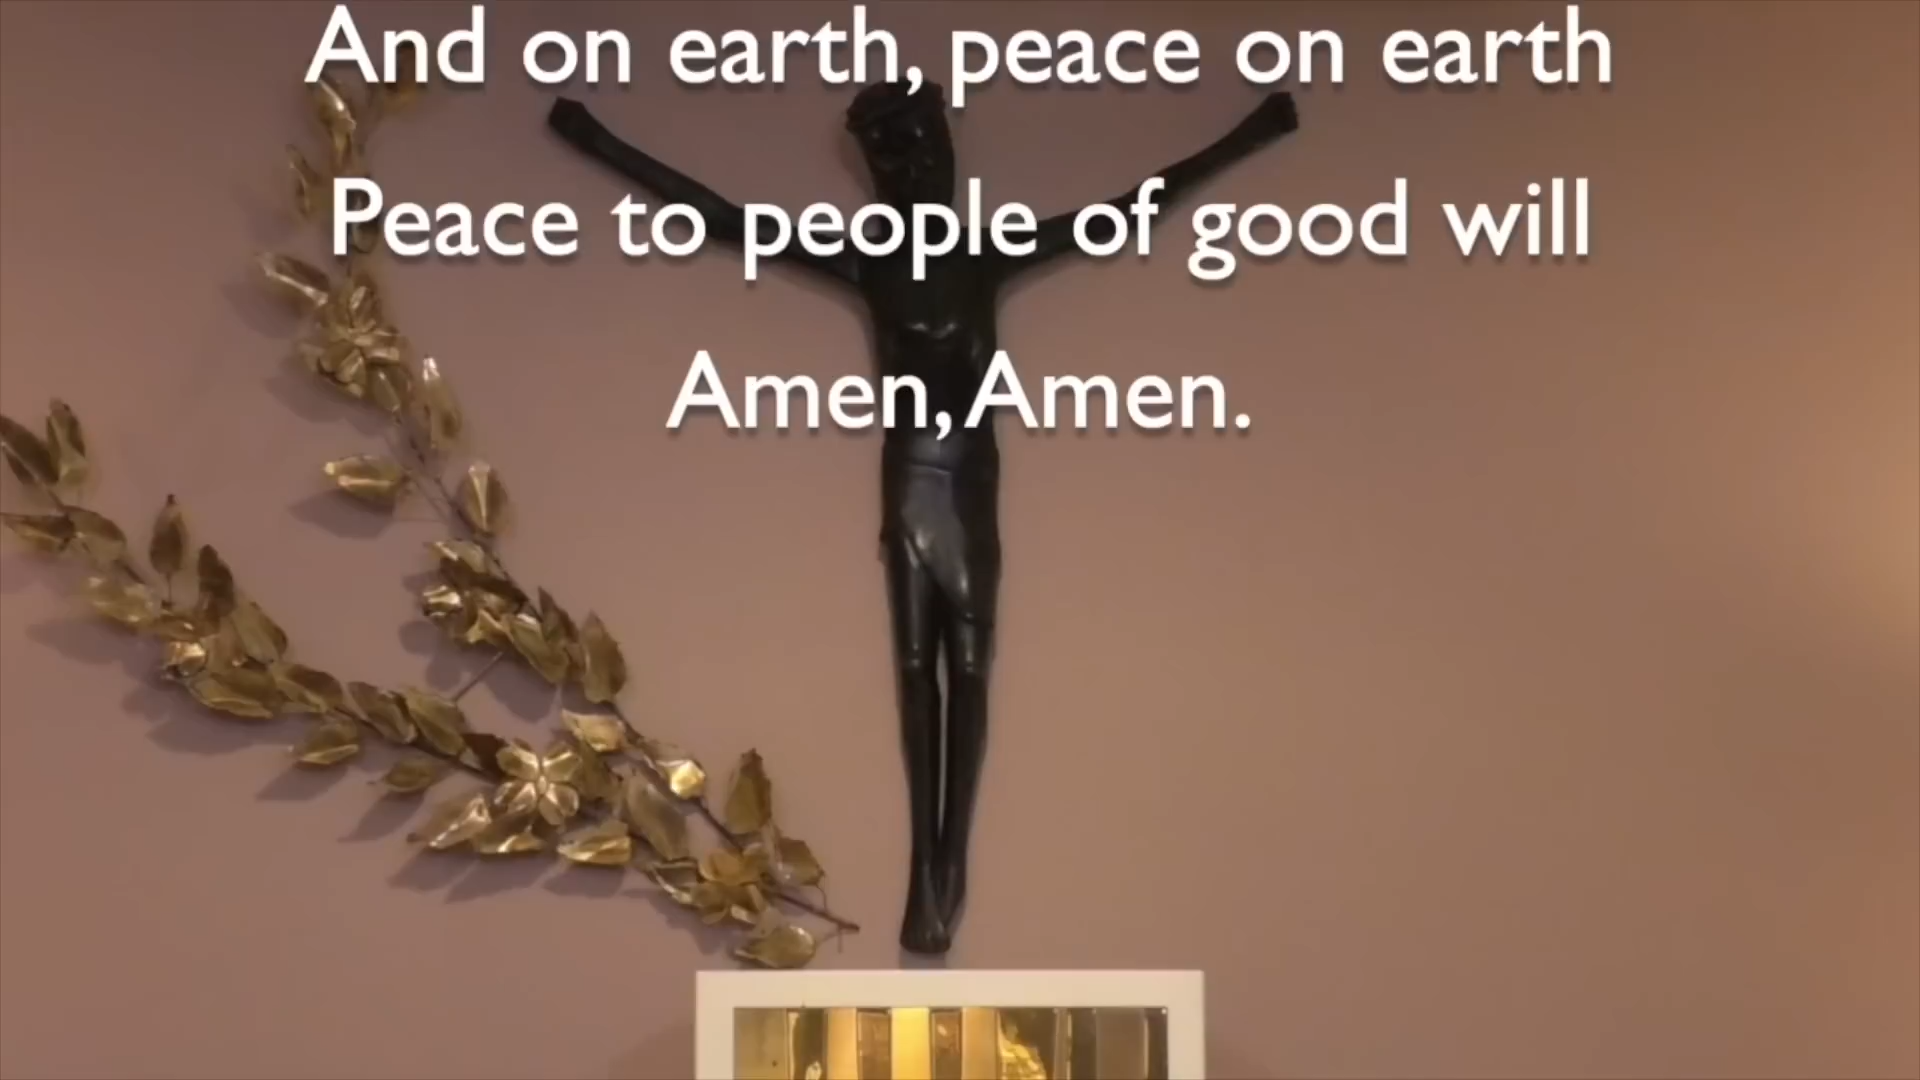 And on earth, peace on earth
Peace to people of good will
Amen, Amen.